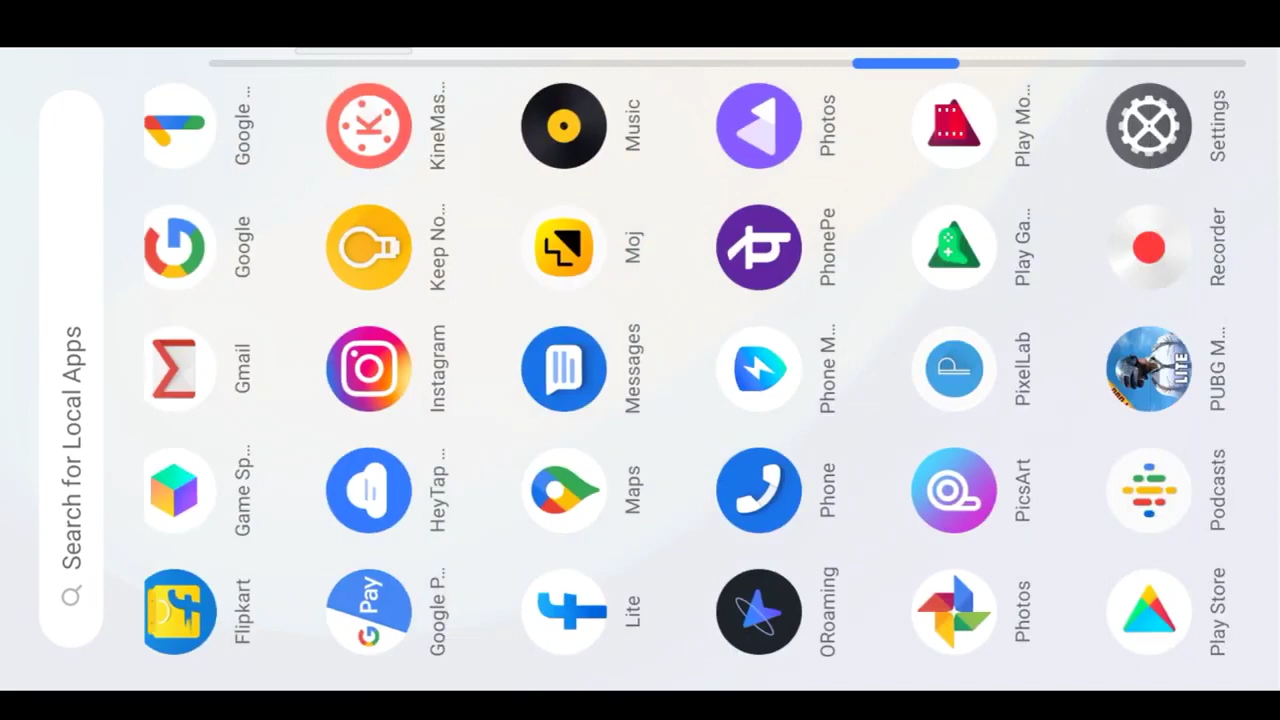 Search for Local Apps
Flipkart
Game Sp...
Gmail
Google
Google ...
G Pay
Google P...
HeyTap ...
Instagram
Keep No...
K
KineMas...
Lite
Maps
Messages
Moj
Music
ORoaming
Phone
Phone M...
PhonePe
Photos
Photos
PicsArt
P
PixelLab
Play Ga...
Play Mo...
Play Store
Podcasts
LITE
PUBG M...
Recorder
Settings